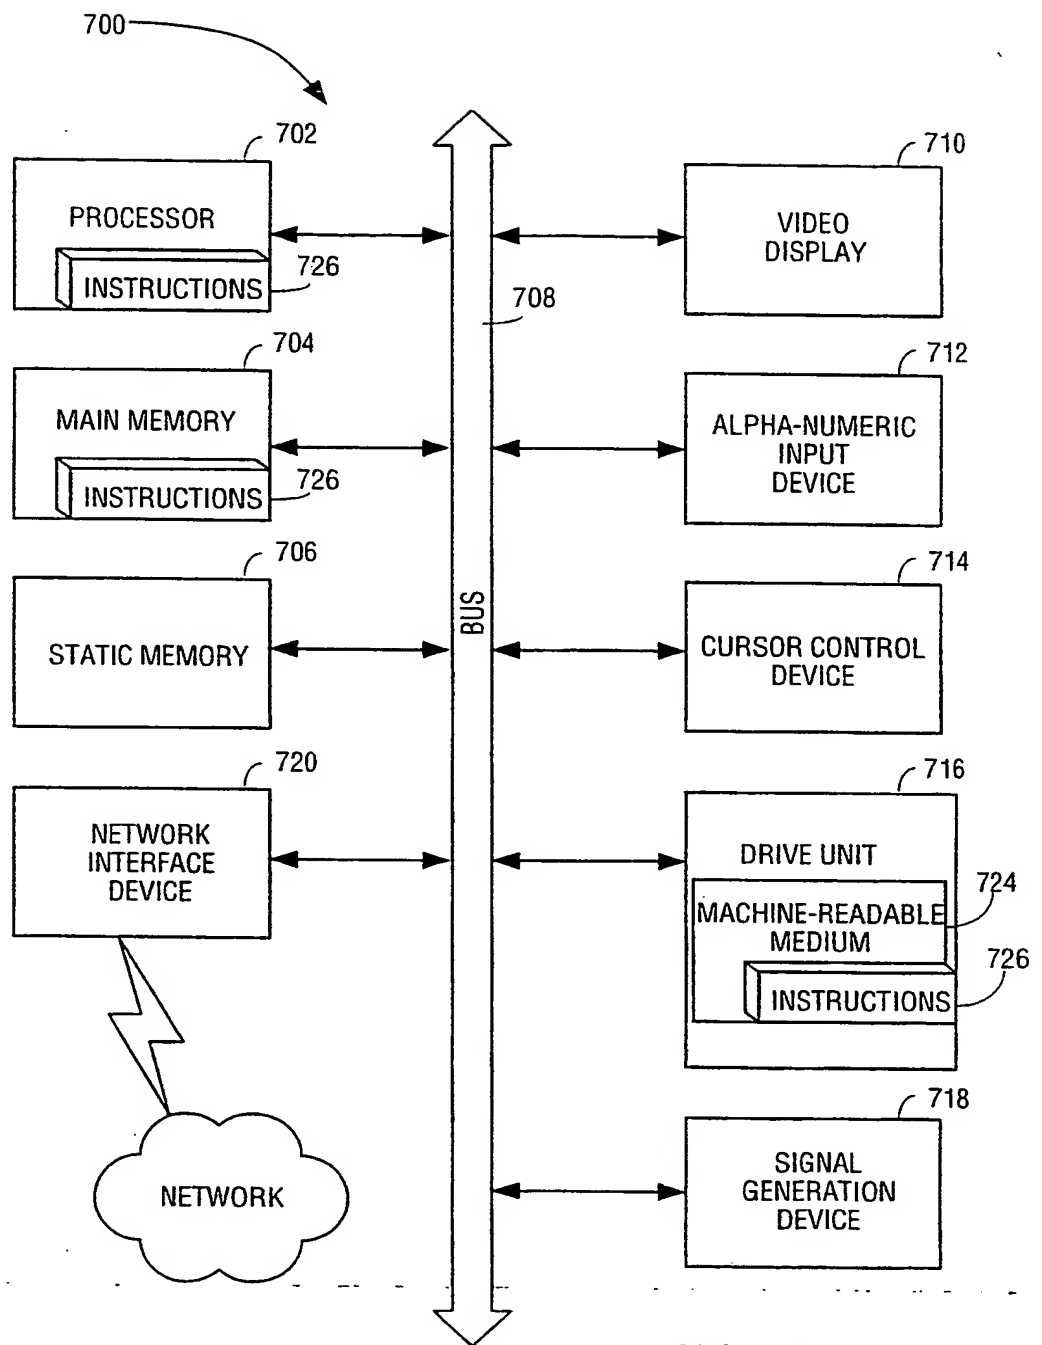 700
702
PROCESSOR
726
INSTRUCTIONS
704
MAIN MEMORY
726
INSTRUCTIONS
706
STATIC MEMORY
720
NETWORK
INTERFACE
DEVICE
NETWORK
708
BUS
710
VIDEO
DISPLAY
712
ALPHA-NUMERIC
INPUT
DEVICE
714
CURSOR CONTROL
DEVICE
716
DRIVE UNIT
724
MACHINE-READABLE
MEDIUM
726
INSTRUCTIONS
718
SIGNAL
GENERATION
DEVICE